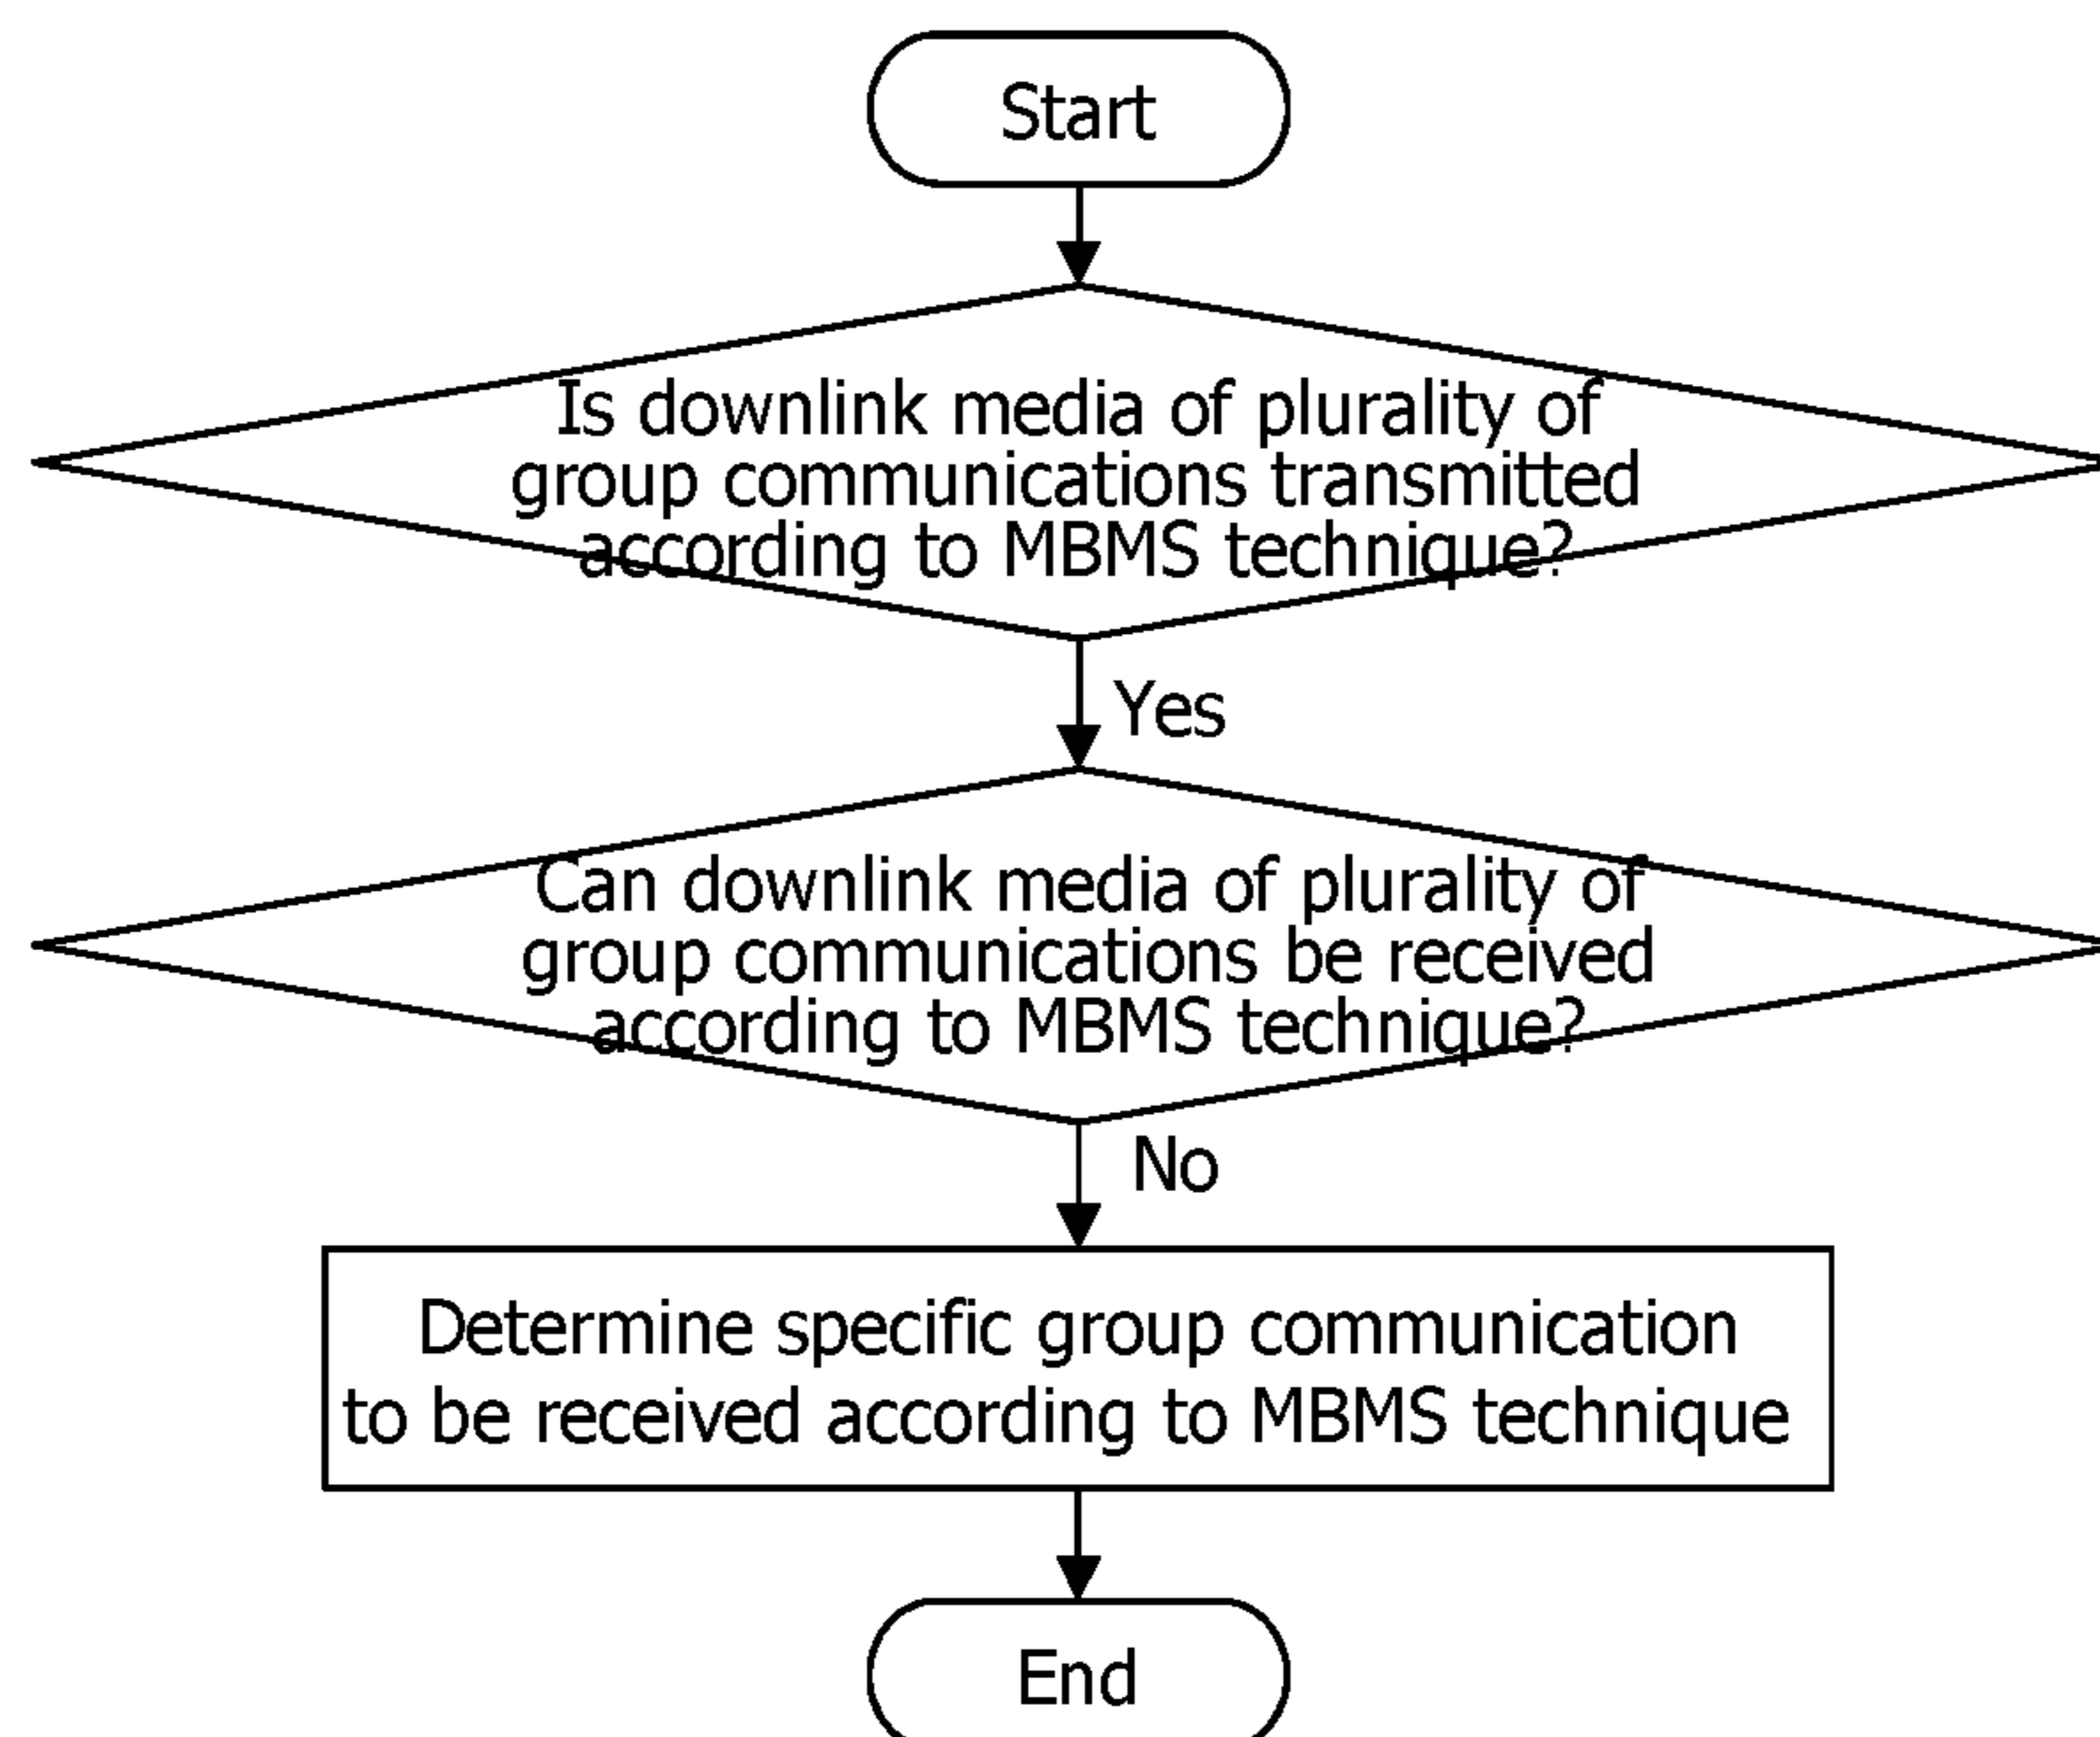 Start
Is downlink media of plurality of
group communications transmitted
according to MBMS technique?
Yes
Can downlink media of plurality of
group communications be received
according to MBMS technique?
No
Determine specific group communication
to be received according to MBMS technique
End